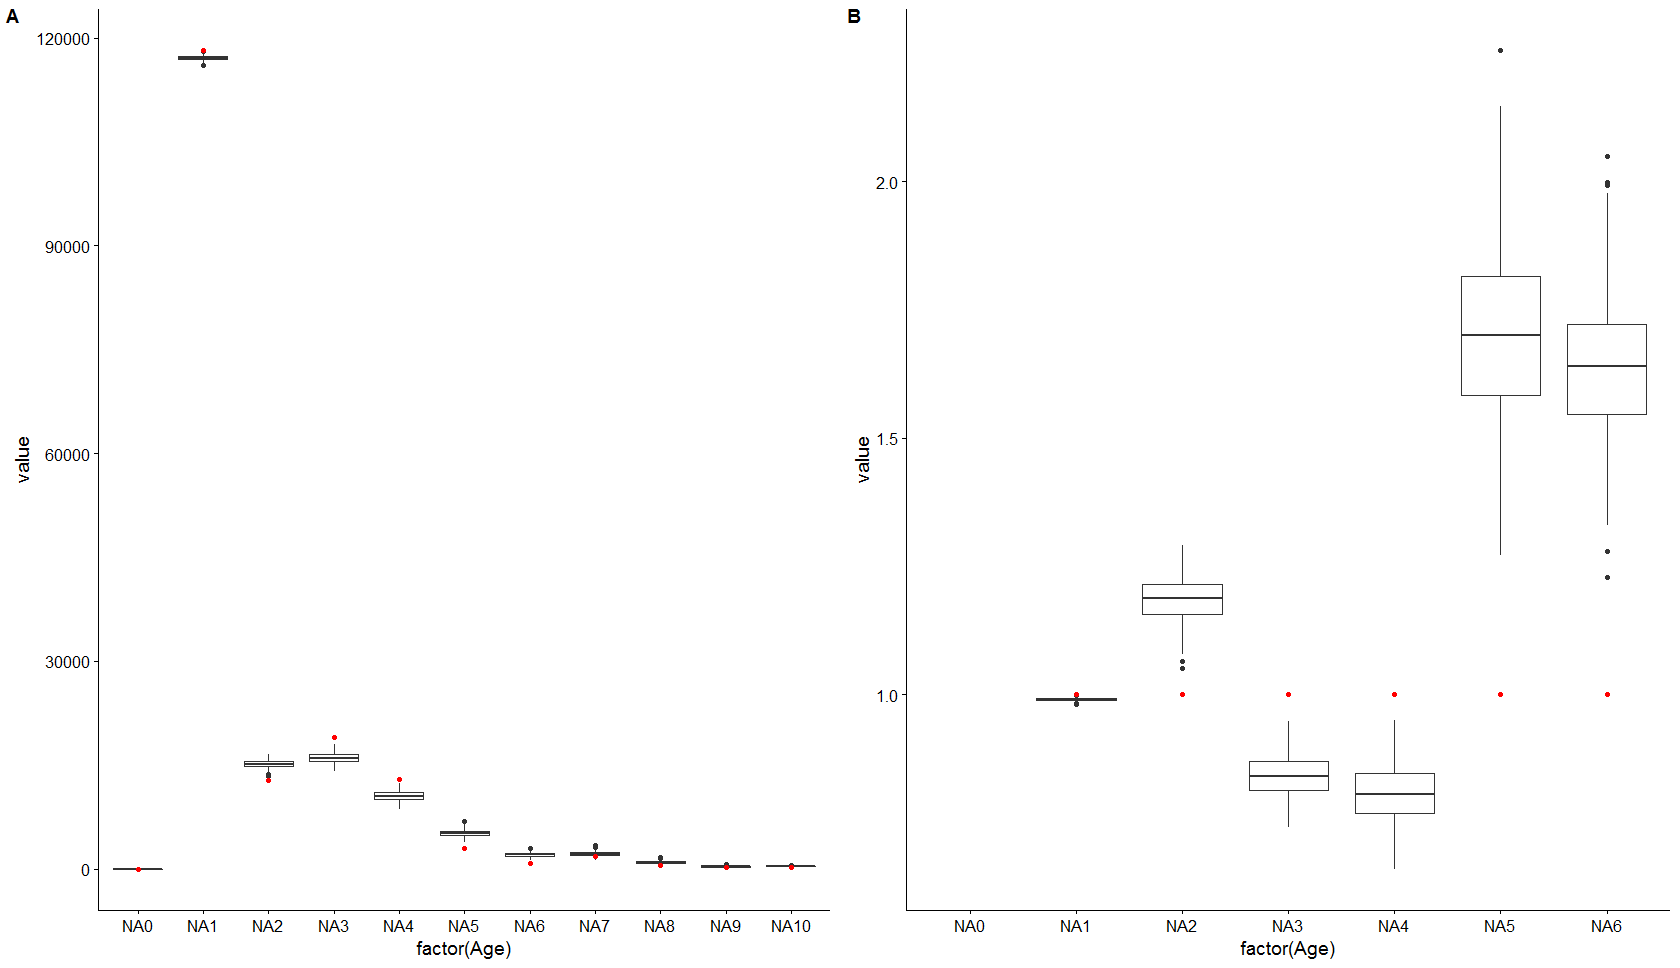 A
value
120000
90000
60000
30000
0
NA0 NA1 NA2 NA3 NA4 NA5 NA6 NA7 NA8 NA9 NA10
factor(Age)
B
value
2.0
1.5
1.0
NA0 NA1 NA2 NA3 NA4 NA5 NA6
factor(Age)